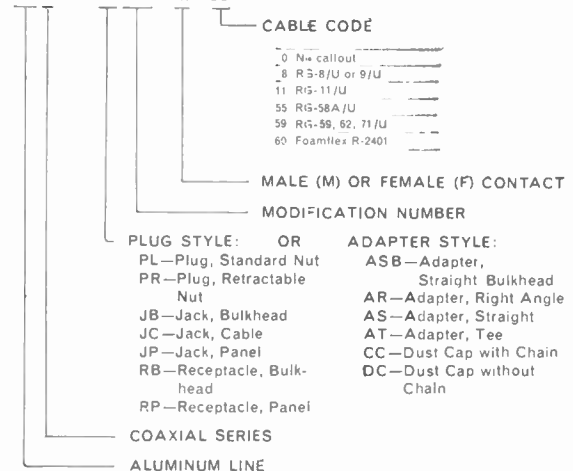 CABLE CODE
0 No callout
8 RG-8/U or 9/U
11 RG-11/U
55 RG-58A/U
59 RG-59, 62, 71/U
60 Foamflex R-2401
MALE (M) OR FEMALE (F) CONTACT
MODIFICATION NUMBER
PLUG STYLE: OR ADAPTER STYLE:
PL—Plug, Standard Nut
PR—Plug, Retractable
Nut
JB—Jack, Bulkhead
JC—Jack, Cable
JP—Jack, Panel
RB—Receptacle, Bulk-
head
RP—Receptacle, Panel
ASB—Adapter,
Straight Bulkhead
AR—Adapter, Right Angle
AS—Adapter, Straight
AT—Adapter, Tee
CC—Dust Cap with Chain
DC—Dust Cap without
Chain
COAXIAL SERIES
ALUMINUM LINE